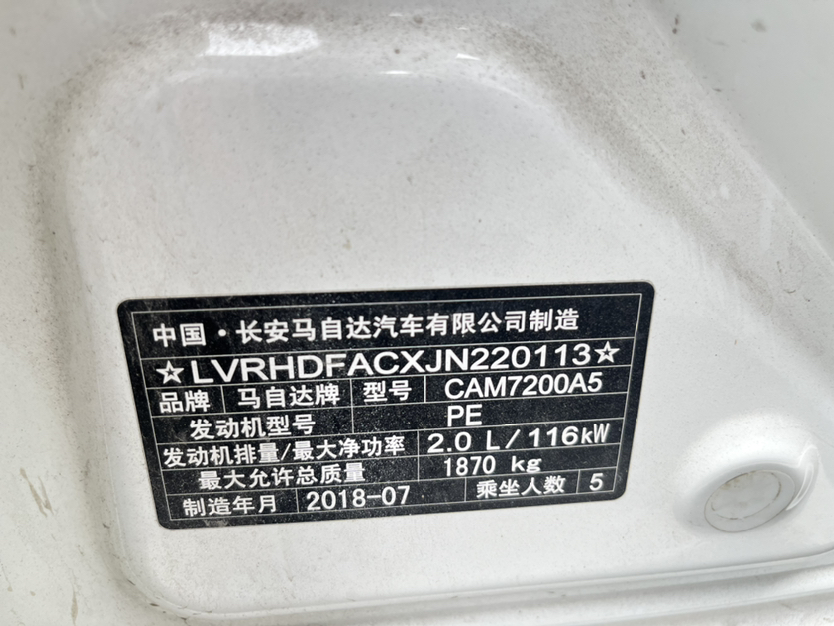 中国·长安马自达汽车有限公司制造
☆LVRHDFACXJN220113☆
品牌 马自达牌 型号 CAM7200A5
发动机型号 PE
发动机排量/最大净功率 2.0 L/116kW
最大允许总质量 1870 kg
制造年月 2018-07 乘坐人数 5